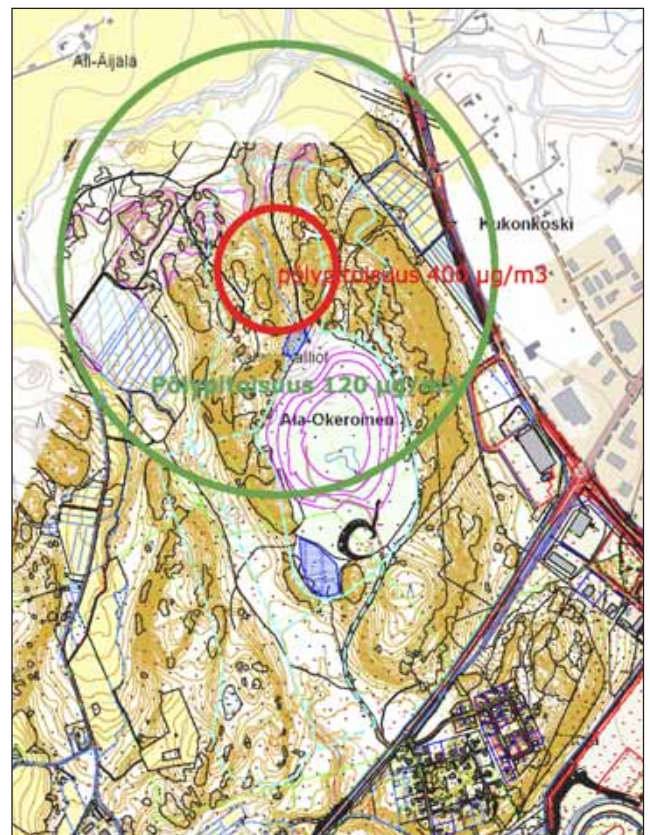 Ali-Äijälä
Kukonkoski
pölypitoisuus 400 µg/m3
Pölypitoisuus 120 µg/m3
Ala-Okeroinen